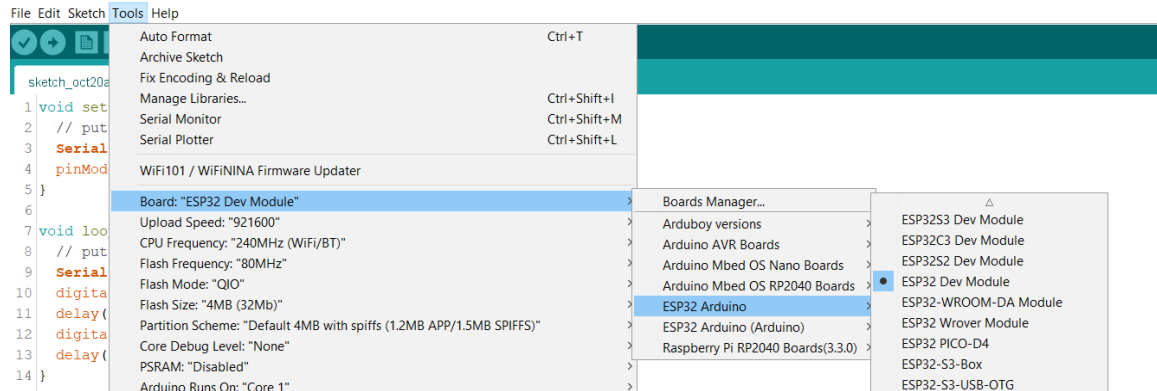 File Edit Sketch Tools Help
Auto Format Ctrl+T
Archive Sketch
Fix Encoding & Reload
Manage Libraries... Ctrl+Shift+I
Serial Monitor Ctrl+Shift+M
Serial Plotter Ctrl+Shift+L
WiFi101 / WiFiNINA Firmware Updater
Board: "ESP32 Dev Module"
Upload Speed: "921600"
CPU Frequency: "240MHz (WiFi/BT)"
Flash Frequency: "80MHz"
Flash Mode: "QIO"
Flash Size: "4MB (32Mb)"
Partition Scheme: "Default 4MB with spiffs (1.2MB APP/1.5MB SPIFFS)"
Core Debug Level: "None"
PSRAM: "Disabled"
Arduino Runs On: "Core 1"
Boards Manager...
Arduboy versions
Arduino AVR Boards
Arduino Mbed OS Nano Boards
Arduino Mbed OS RP2040 Boards
ESP32 Arduino
ESP32 Arduino (Arduino)
Raspberry Pi RP2040 Boards(3.3.0)
ESP32S3 Dev Module
ESP32C3 Dev Module
ESP32S2 Dev Module
ESP32 Dev Module
ESP32-WROOM-DA Module
ESP32 Wrover Module
ESP32 PICO-D4
ESP32-S3-Box
ESP32-S3-USB-OTG
sketch_oct20a
1 void set
2 // put
3 Serial
4 pinMod
5 }
6
7 void loo
8 // put
9 Serial
10 digita
11 delay(
12 digita
13 delay(
14 }